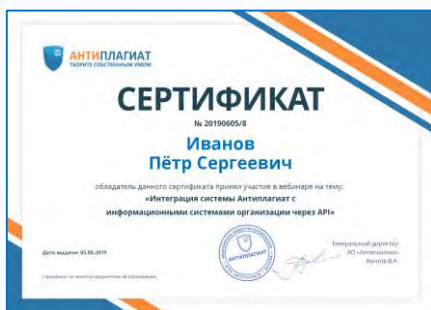 АНТИПЛАГИАТ
ТВОРИТЕ СОБСТВЕННЫМ УМОМ
СЕРТИФИКАТ
№ 20190605/8
Иванов
Пётр Сергеевич
обладатель данного сертификата принял участие в вебинаре на тему:
«Интеграция системы Антиплагиат с
информационными системами организации через API»
Генеральный директор
АО «Антиплагиат»
Дата выдачи: 05.06.2019
АНТИПЛАГИАТ